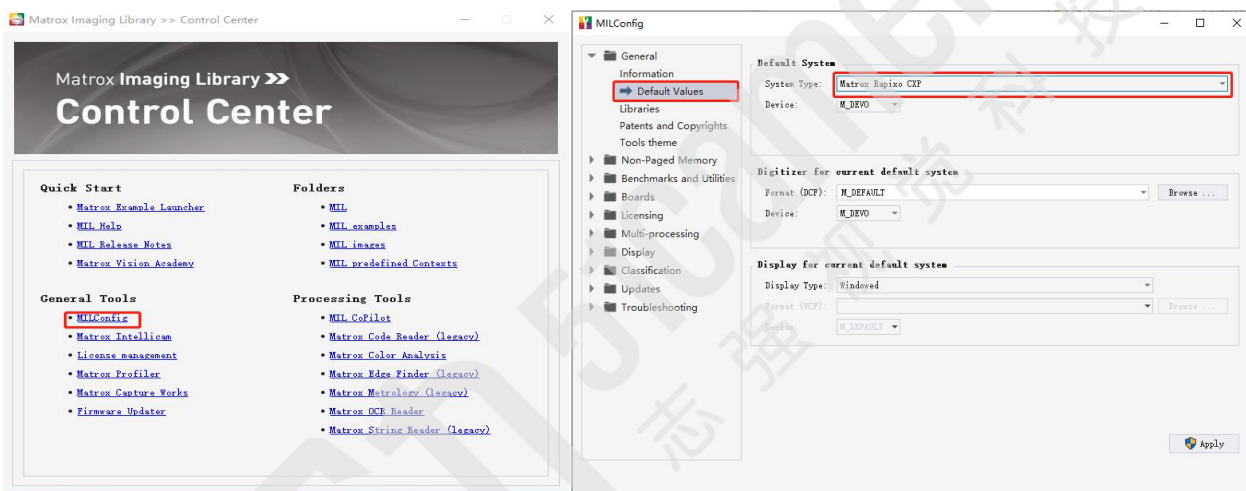 Matrox Imaging Library >> Control Center
Matrox Imaging Library >>
Control Center
Quick Start
• Matrox Example Launcher
• MIL Help
• MIL Release Notes
• Matrox Vision Academy
Folders
• MIL
• MIL examples
• MIL images
• MIL predefined Contexts
General Tools
• MILConfig
• Matrox Intellicam
• License management
• Matrox Profiler
• Matrox Capture Works
• Firmware Updater
Processing Tools
• MIL CoPilot
• Matrox Code Reader (legacy)
• Matrox Color Analysis
• Matrox Edge Finder (legacy)
• Matrox Metrology (legacy)
• Matrox OCR Reader
• Matrox String Reader (legacy)
MILConfig
General
Information
Default Values
Libraries
Patents and Copyrights
Tools theme
Non-Paged Memory
Benchmarks and Utilities
Boards
Licensing
Multi-processing
Display
Classification
Updates
Troubleshooting
Default System
System Type: Matrox Rapixo CXP
Device: M_DEV0
Digitizer for current default system
Format (DCF): M_DEFAULT Browse ...
Device: M_DEV0
Display for current default system
Display Type: Windowed
Format (VCF): Browse ...
Device: M_DEFAULT
Apply
志强视觉科技